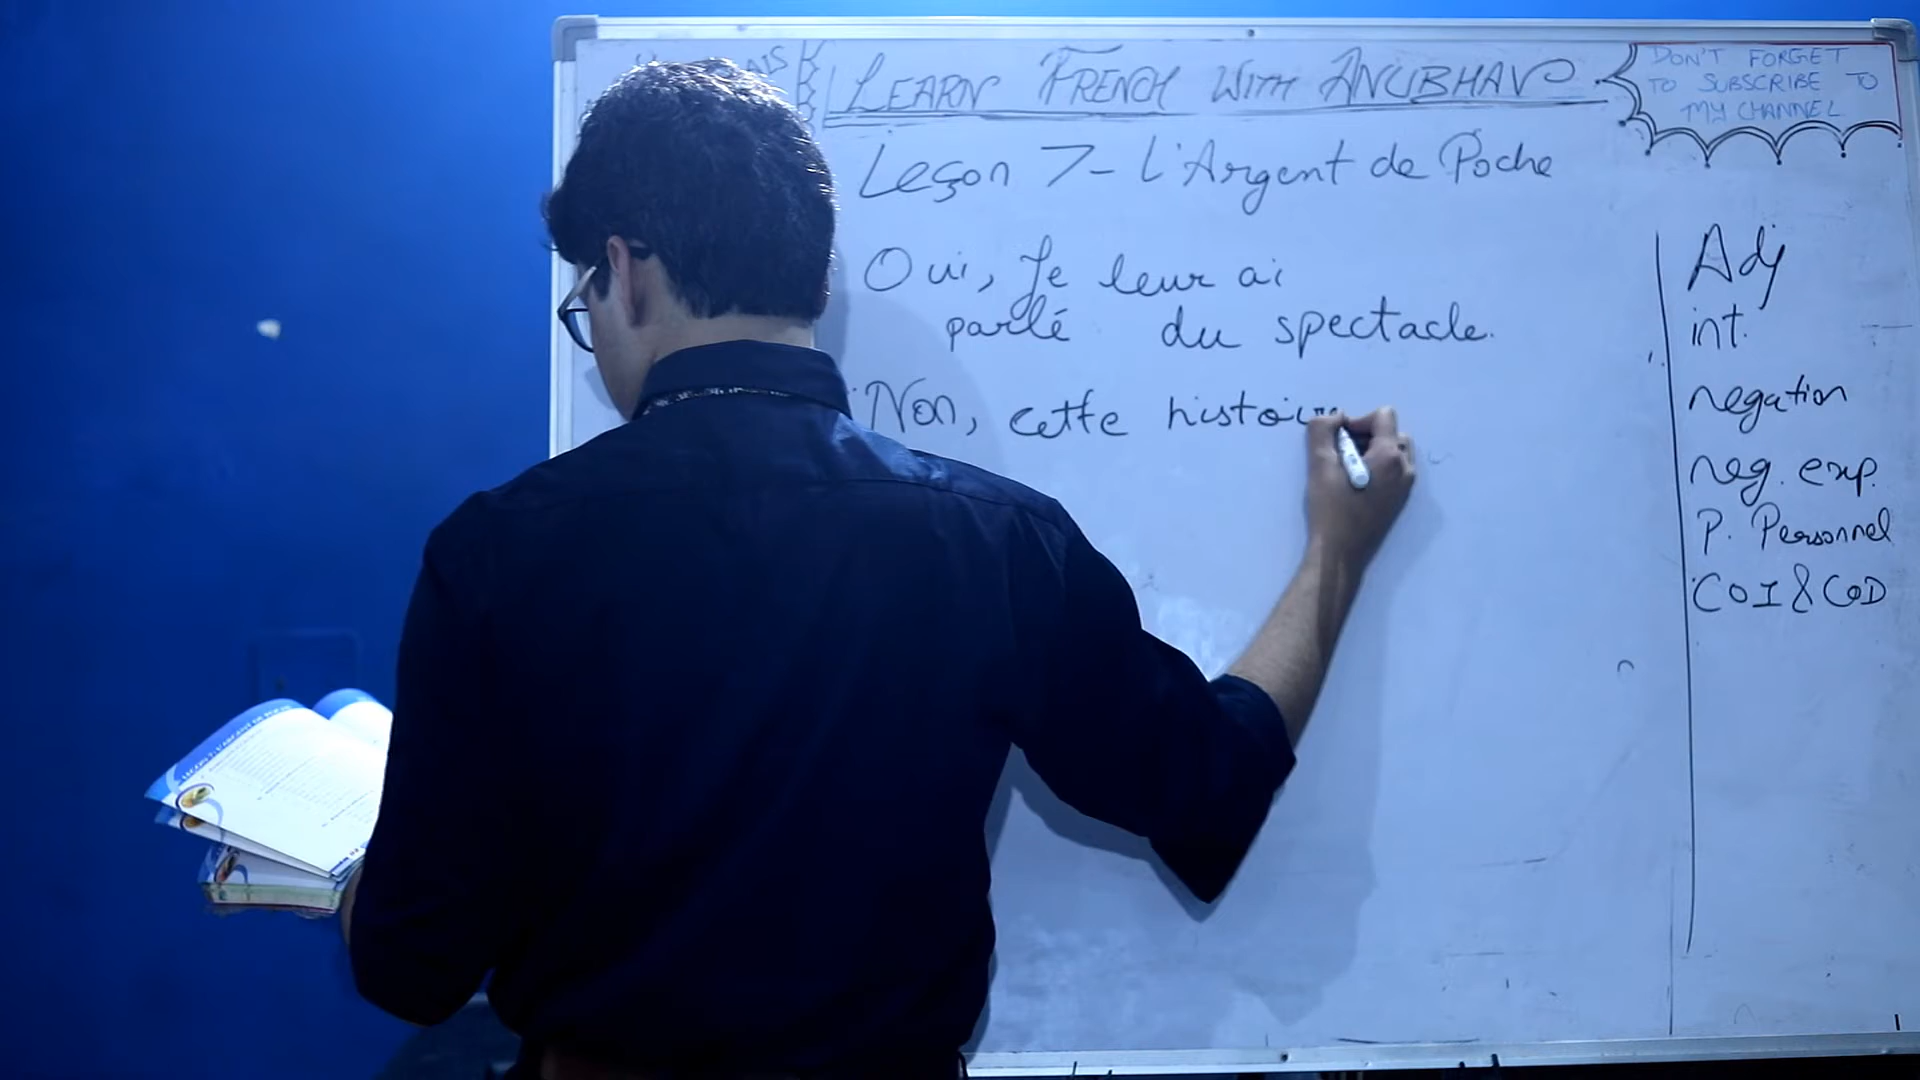 LEARN FRENCH WITH ANUBHAV
DON'T FORGET
TO SUBSCRIBE TO
MY CHANNEL
Leçon 7- L'Argent de Poche
Oui, Je leur ai
parlé du spectacle.
Non, cette histoire
Adj
int.
negation
neg. exp.
P. Personnel
COI & COD